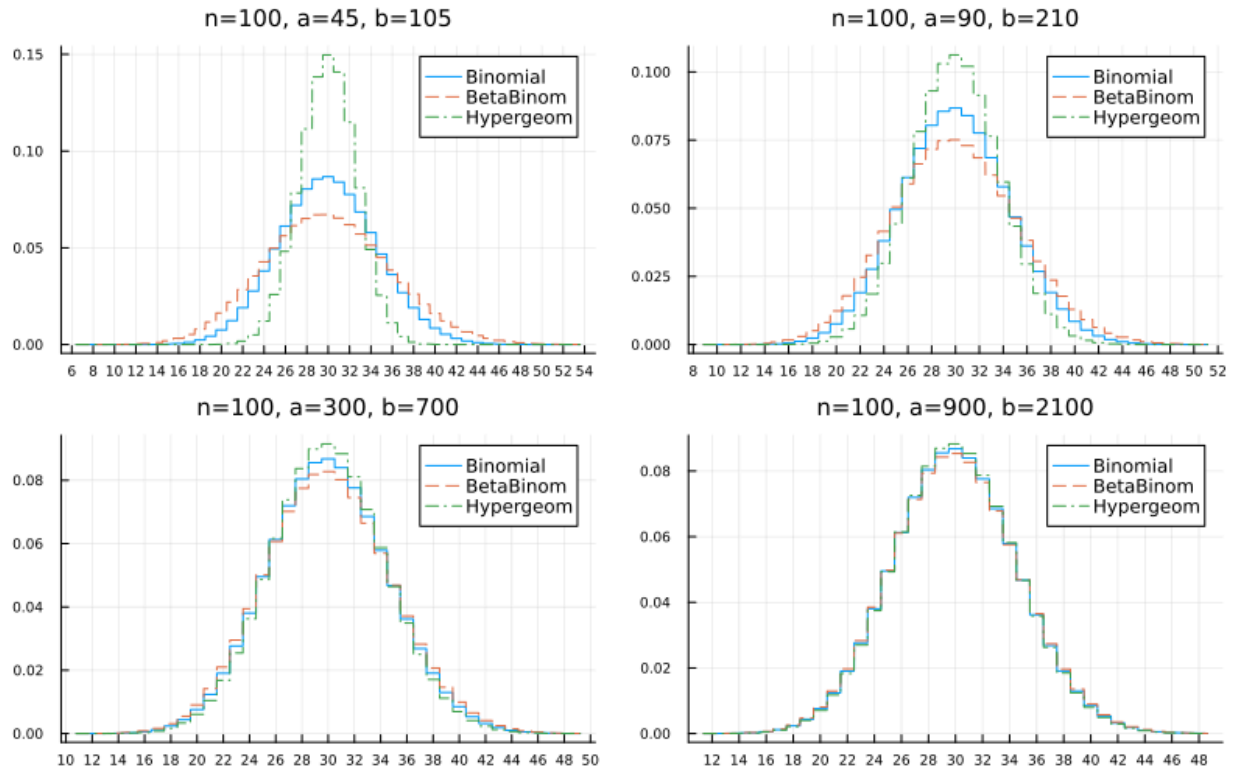 n=100, a=45, b=105
0.15
0.10
0.05
0.00
Binomial
BetaBinom
Hypergeom
6 8 10 12 14 16 18 20 22 24 26 28 30 32 34 36 38 40 42 44 46 48 50 52 54
n=100, a=90, b=210
0.100
0.075
0.050
0.025
0.000
Binomial
BetaBinom
Hypergeom
8 10 12 14 16 18 20 22 24 26 28 30 32 34 36 38 40 42 44 46 48 50 52
n=100, a=300, b=700
0.08
0.06
0.04
0.02
0.00
Binomial
BetaBinom
Hypergeom
10 12 14 16 18 20 22 24 26 28 30 32 34 36 38 40 42 44 46 48 50
n=100, a=900, b=2100
0.08
0.06
0.04
0.02
0.00
Binomial
BetaBinom
Hypergeom
12 14 16 18 20 22 24 26 28 30 32 34 36 38 40 42 44 46 48